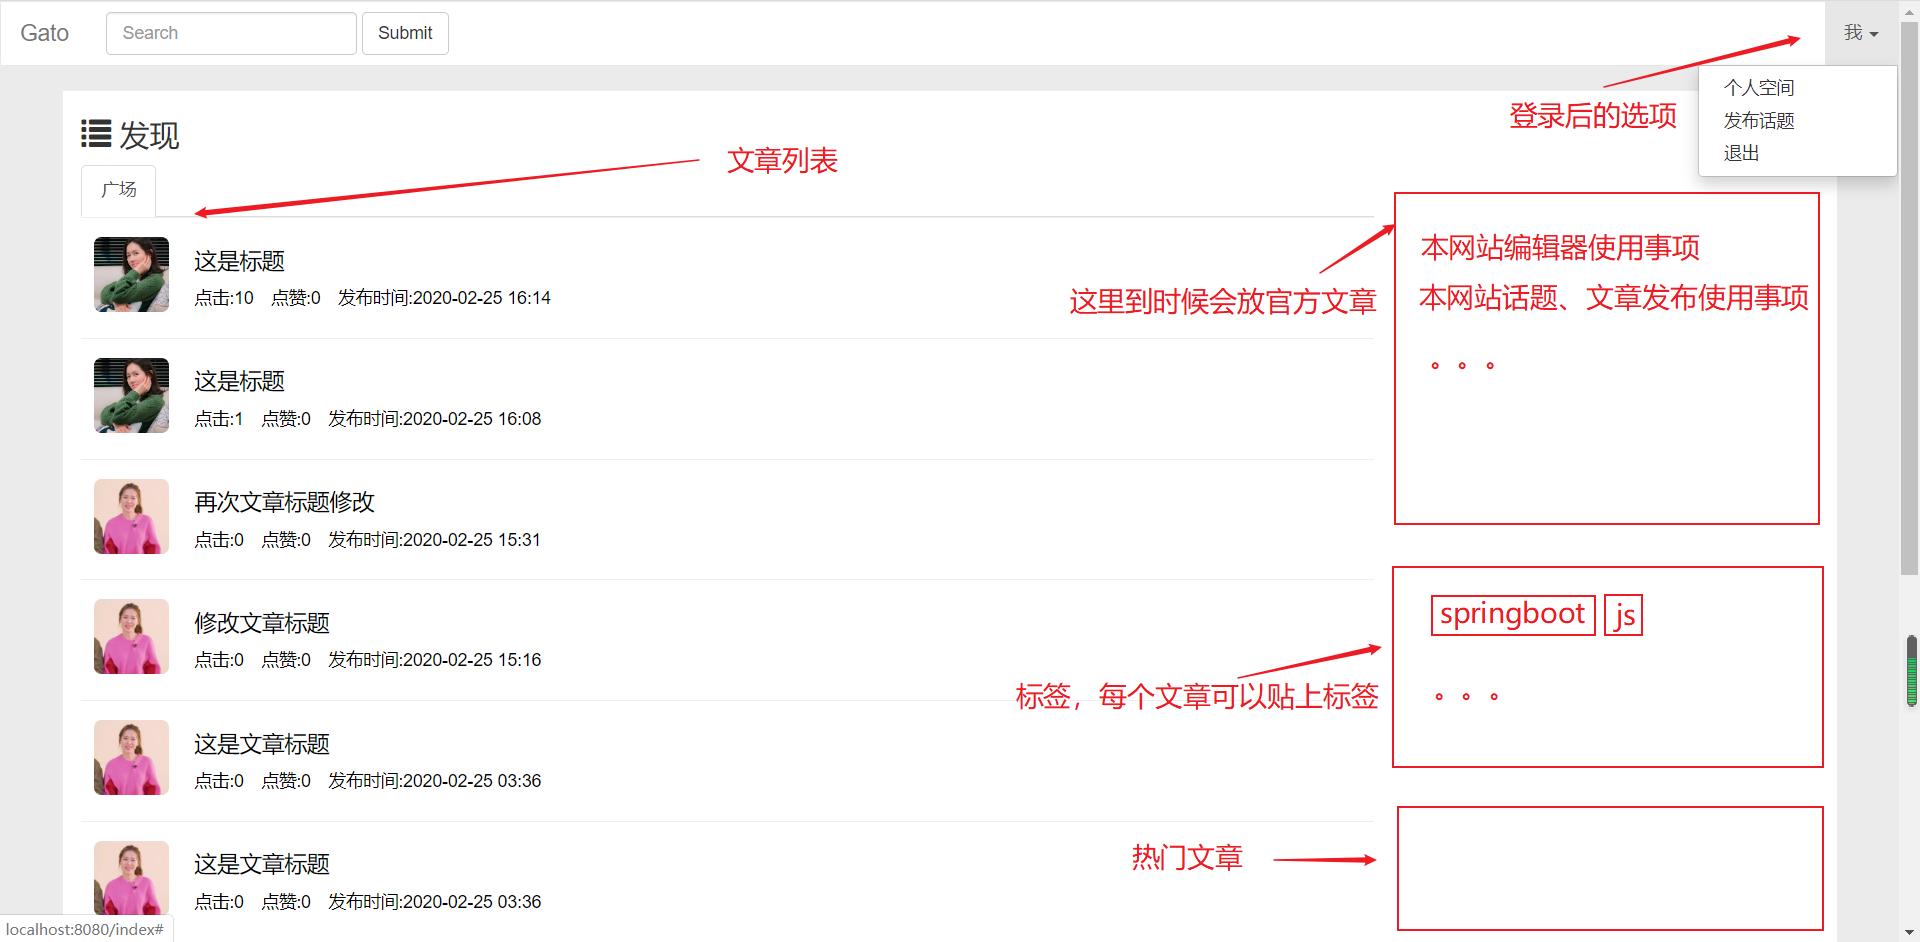 Gato Search Submit 我
个人空间
发布话题
退出
登录后的选项
发现
文章列表
广场
这是标题
点击:10 点赞:0 发布时间:2020-02-25 16:14
这是标题
点击:1 点赞:0 发布时间:2020-02-25 16:08
再次文章标题修改
点击:0 点赞:0 发布时间:2020-02-25 15:31
修改文章标题
点击:0 点赞:0 发布时间:2020-02-25 15:16
这是文章标题
点击:0 点赞:0 发布时间:2020-02-25 03:36
这是文章标题
点击:0 点赞:0 发布时间:2020-02-25 03:36
本网站编辑器使用事项
本网站话题、文章发布使用事项
。。。
这里到时候会放官方文章
springboot js
。。。
标签，每个文章可以贴上标签
热门文章
localhost:8080/index#